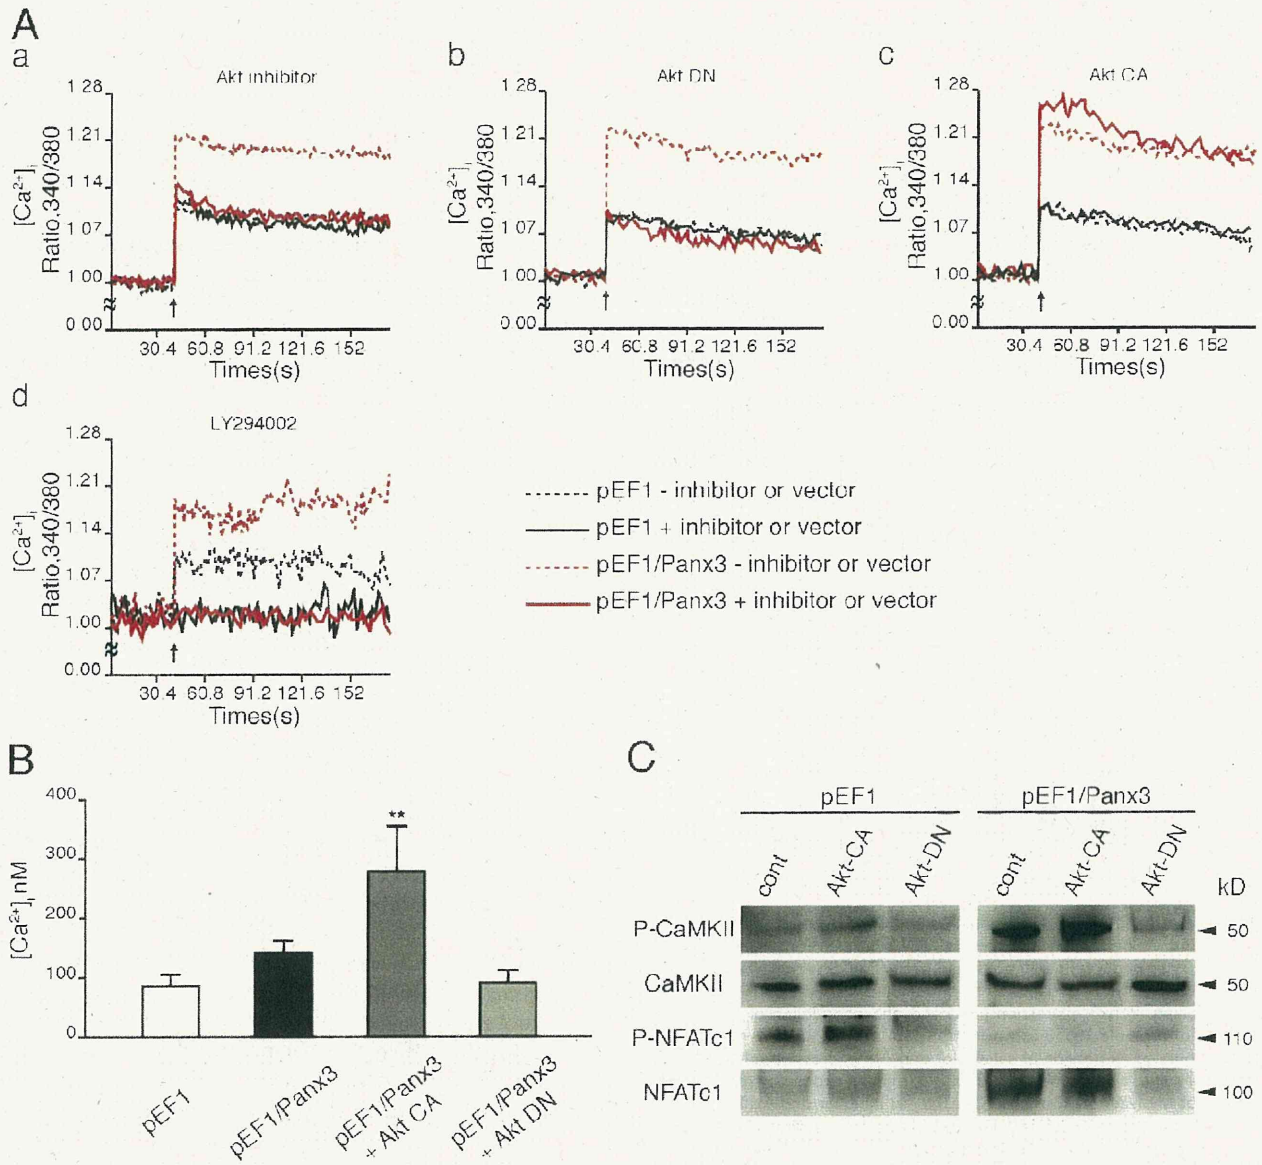 A
a
Akt inhibitor
1 28
1.21
1 14
1 07
1 00
0 00
[Ca2+]i
Ratio,340/380
30.4 60.8 91.2 121.6 152
Times(s)
b
Akt DN
1 28
1.21
1 14
1 07
1 00
0 00
[Ca2+]i
Ratio,340/380
30.4 60.8 91.2 121.6 152
Times(s)
c
Akt CA
1.28
1.21
1.14
1.07
1.00
0.00
[Ca2+]i
Ratio,340/380
30.4 60.8 91.2 121.6 152
Times(s)
d
LY294002
1.28
1.21
1.14
1.07
1.00
0.00
[Ca2+]i
Ratio,340/380
30.4 60.8 91.2 121.6 152
Times(s)
pEF1 - inhibitor or vector
pEF1 + inhibitor or vector
pEF1/Panx3 - inhibitor or vector
pEF1/Panx3 + inhibitor or vector
B
400
300
200
100
0
[Ca2+]i nM
**
pEF1
pEF1/Panx3
pEF1/Panx3
+ Akt CA
pEF1/Panx3
+ Akt DN
C
pEF1
pEF1/Panx3
cont
Akt-CA
Akt-DN
cont
Akt-CA
Akt-DN
kD
P-CaMKII
50
CaMKII
50
P-NFATc1
110
NFATc1
100